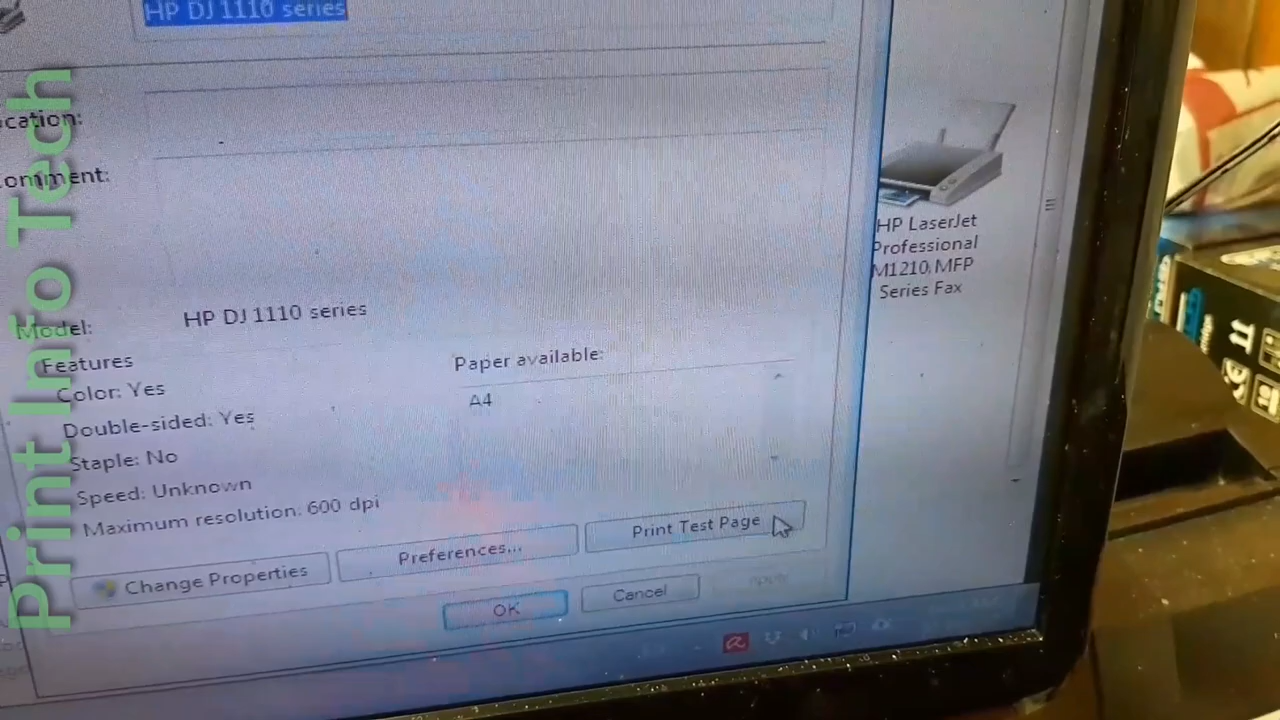 HP DJ 1110 series
ocation:
omment:
Model:
HP DJ 1110 series
Features
Color: Yes
Double-sided: Yes
Staple: No
Speed: Unknown
Maximum resolution: 600 dpi
Paper available:
A4
Change Properties
Preferences...
Print Test Page
OK
Cancel
Apply
HP LaserJet
Professional
M1210 MFP
Series Fax
Print Info Tech